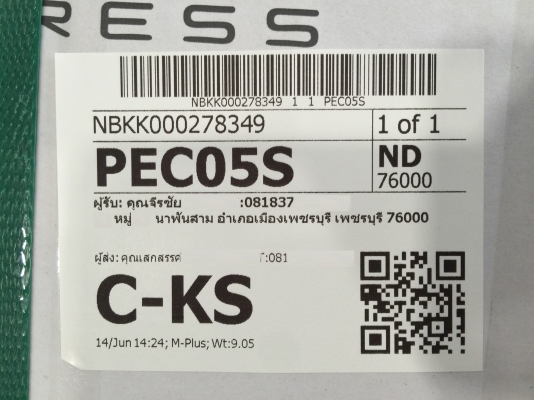 RESS
NBKK000278349 1 1 PEC05S
NBKK000278349 1 of 1
PEC05S ND
76000
ผู้รับ: คุณจีรชัย :081837
หมู่ นาพันสาม อำเภอเมืองเพชรบุรี เพชรบุรี 76000
ผู้ส่ง: คุณเสกสรรค์ :081
C-KS
14/Jun 14:24; M-Plus; Wt:9.05